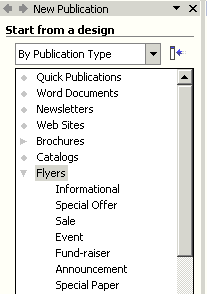 New Publication
Start from a design
By Publication Type
Quick Publications
Word Documents
Newsletters
Web Sites
Brochures
Catalogs
Flyers
Informational
Special Offer
Sale
Event
Fund-raiser
Announcement
Special Paper